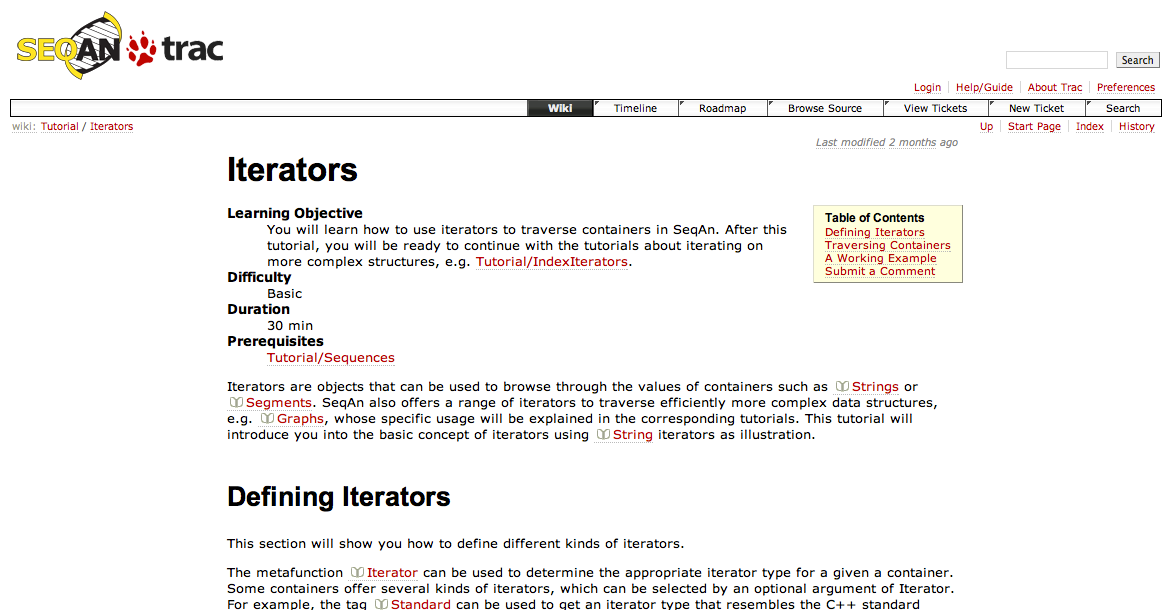 SEQAN trac
Search
Login Help/Guide About Trac Preferences
Wiki Timeline Roadmap Browse Source View Tickets New Ticket Search
wiki: Tutorial / Iterators
Up Start Page Index History
Last modified 2 months ago
Iterators
Learning Objective
You will learn how to use iterators to traverse containers in SeqAn. After this
tutorial, you will be ready to continue with the tutorials about iterating on
more complex structures, e.g. Tutorial/IndexIterators.
Difficulty
Basic
Duration
30 min
Prerequisites
Tutorial/Sequences
Table of Contents
Defining Iterators
Traversing Containers
A Working Example
Submit a Comment
Iterators are objects that can be used to browse through the values of containers such as Strings or
Segments. SeqAn also offers a range of iterators to traverse efficiently more complex data structures,
e.g. Graphs, whose specific usage will be explained in the corresponding tutorials. This tutorial will
introduce you into the basic concept of iterators using String iterators as illustration.
Defining Iterators
This section will show you how to define different kinds of iterators.
The metafunction Iterator can be used to determine the appropriate iterator type for a given a container.
Some containers offer several kinds of iterators, which can be selected by an optional argument of Iterator.
For example, the tag Standard can be used to get an iterator type that resembles the C++ standard